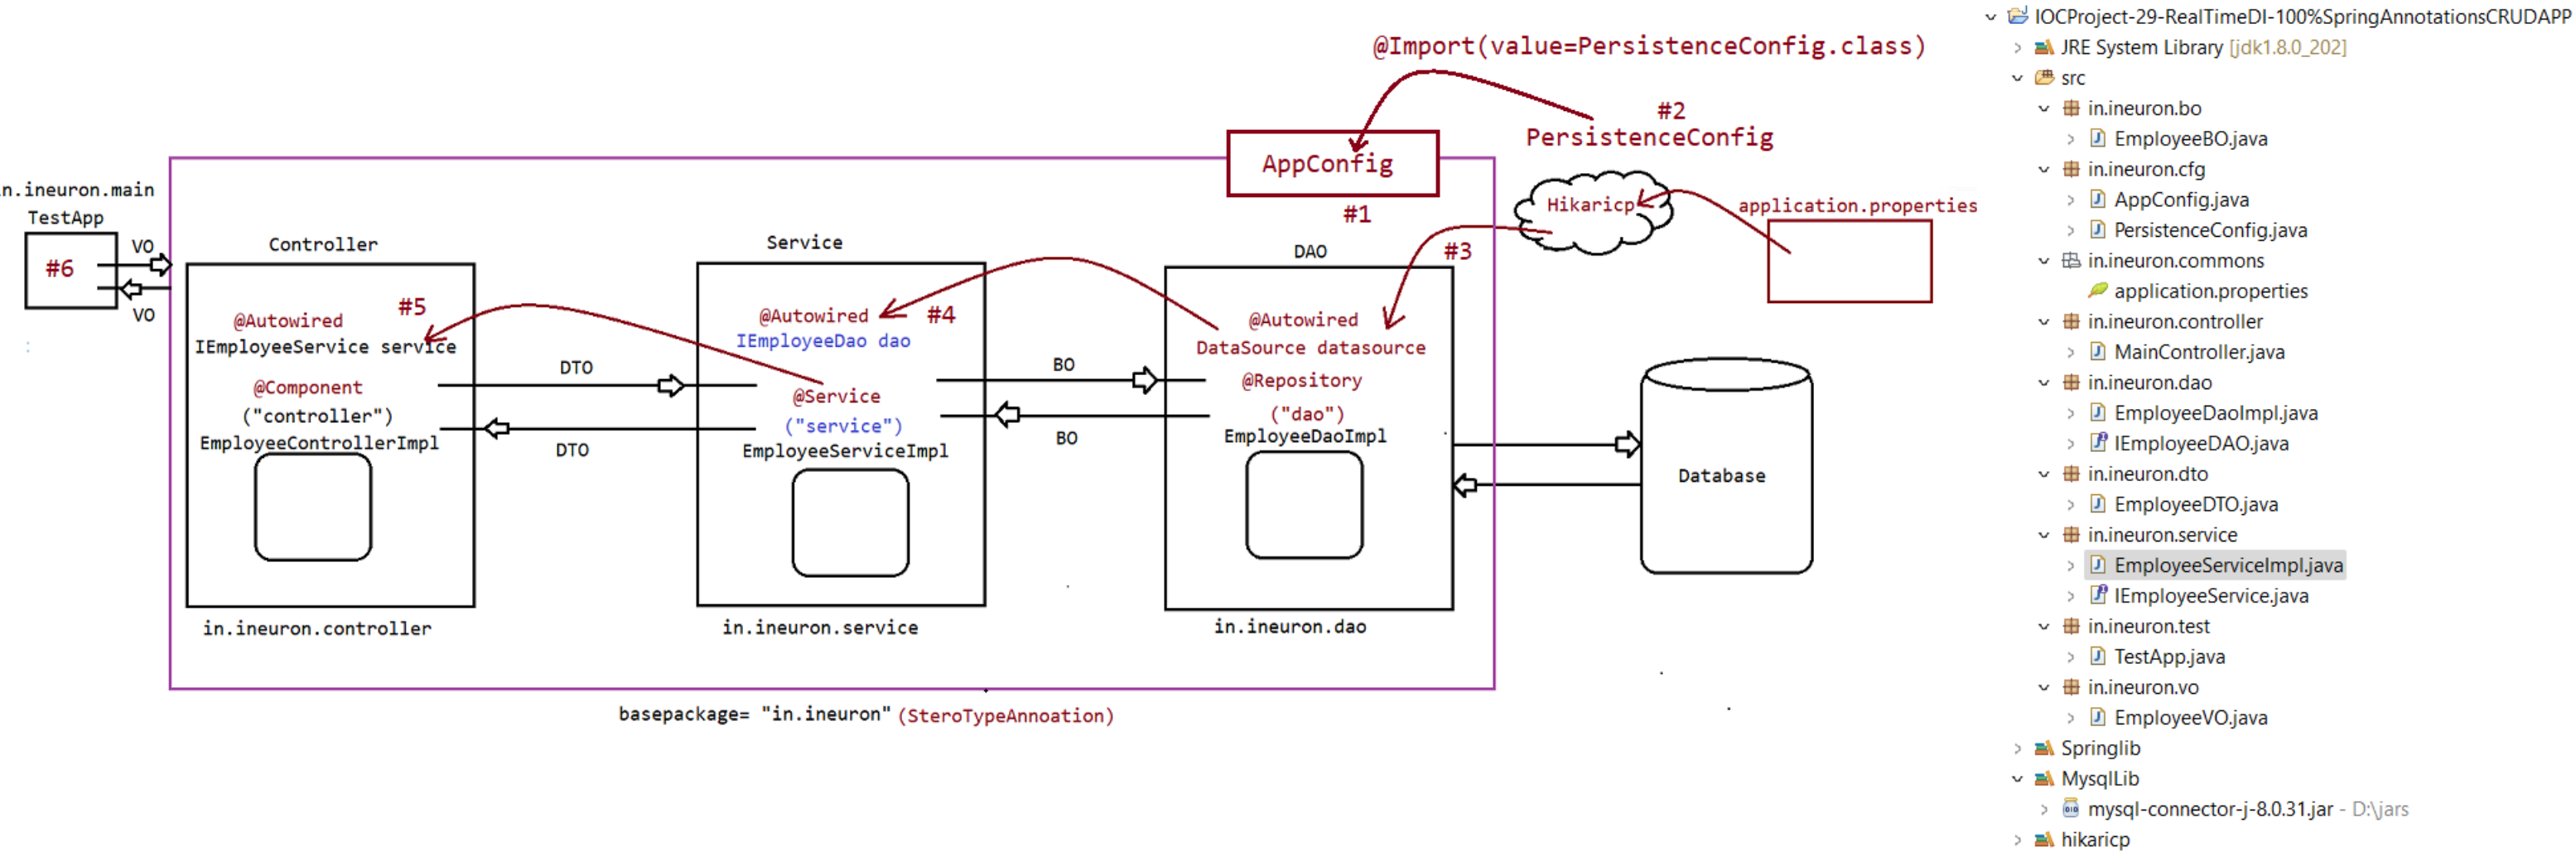 @Import(value=PersistenceConfig.class)
#2
PersistenceConfig
AppConfig
#1
Hikaricp
application.properties
#3
n.ineuron.main
TestApp
#6
VO
VO
:
Controller
@Autowired
#5
IEmployeeService service
@Component
("controller")
EmployeeControllerImpl
in.ineuron.controller
DTO
DTO
Service
@Autowired
#4
IEmployeeDao dao
@Service
("service")
EmployeeServiceImpl
in.ineuron.service
BO
BO
DAO
@Autowired
DataSource datasource
@Repository
("dao")
EmployeeDaoImpl
in.ineuron.dao
Database
basepackage= "in.ineuron" (SteroTypeAnnoation)
IOCProject-29-RealTimeDI-100%SpringAnnotationsCRUDAPP
JRE System Library [jdk1.8.0_202]
src
in.ineuron.bo
EmployeeBO.java
in.ineuron.cfg
AppConfig.java
PersistenceConfig.java
in.ineuron.commons
application.properties
in.ineuron.controller
MainController.java
in.ineuron.dao
EmployeeDaoImpl.java
IEmployeeDAO.java
in.ineuron.dto
EmployeeDTO.java
in.ineuron.service
EmployeeServiceImpl.java
IEmployeeService.java
in.ineuron.test
TestApp.java
in.ineuron.vo
EmployeeVO.java
Springlib
MysqlLib
mysql-connector-j-8.0.31.jar - D:\jars
hikaricp